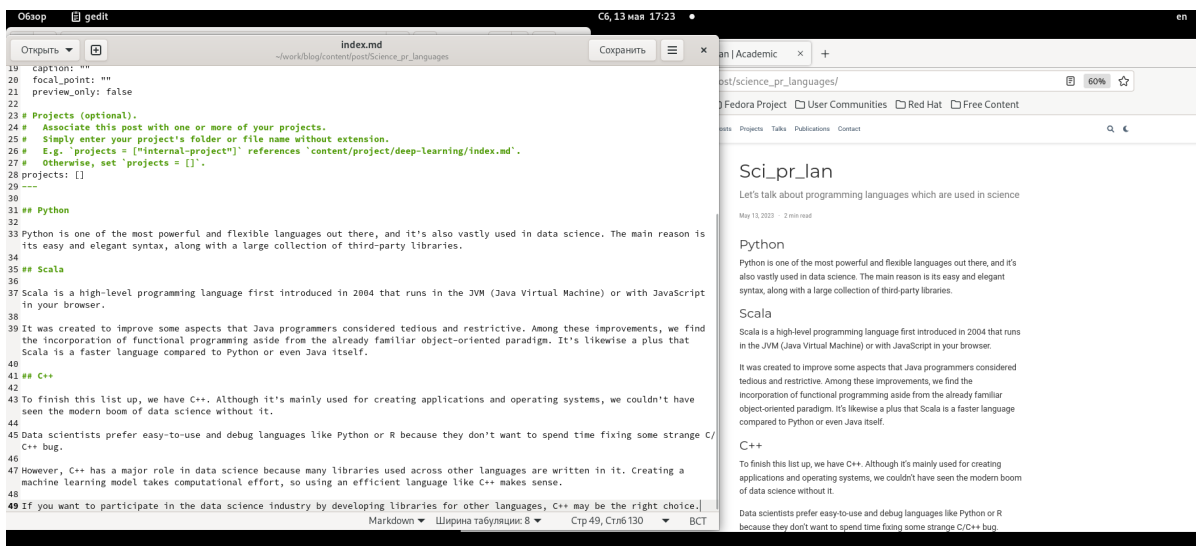 Обзор gedit Сб, 13 мая 17:23 en
Открыть index.md Сохранить
~/work/blog/content/post/Science_pr_languages
19 caption: ""
20 focal_point: ""
21 preview_only: false
22
23 # Projects (optional).
24 # Associate this post with one or more of your projects.
25 # Simply enter your project's folder or file name without extension.
26 # E.g. `projects = ["internal-project"]` references `content/project/deep-learning/index.md`.
27 # Otherwise, set `projects = []`.
28 projects: []
29 ---
30
31 ## Python
32
33 Python is one of the most powerful and flexible languages out there, and it's also vastly used in data science. The main reason is
its easy and elegant syntax, along with a large collection of third-party libraries.
34
35 ## Scala
36
37 Scala is a high-level programming language first introduced in 2004 that runs in the JVM (Java Virtual Machine) or with JavaScript
in your browser.
38
39 It was created to improve some aspects that Java programmers considered tedious and restrictive. Among these improvements, we find
the incorporation of functional programming aside from the already familiar object-oriented paradigm. It's likewise a plus that
Scala is a faster language compared to Python or even Java itself.
40
41 ## C++
42
43 To finish this list up, we have C++. Although it's mainly used for creating applications and operating systems, we couldn't have
seen the modern boom of data science without it.
44
45 Data scientists prefer easy-to-use and debug languages like Python or R because they don't want to spend time fixing some strange C/
C++ bug.
46
47 However, C++ has a major role in data science because many libraries used across other languages are written in it. Creating a
machine learning model takes computational effort, so using an efficient language like C++ makes sense.
48
49 If you want to participate in the data science industry by developing libraries for other languages, C++ may be the right choice.
Markdown Ширина табуляции: 8 Стр 49, Стлб 130 ВСТ
an | Academic
ost/science_pr_languages/ 60%
Fedora Project User Communities Red Hat Free Content
osts Projects Talks Publications Contact
Sci_pr_lan
Let's talk about programming languages which are used in science
May 13, 2023 · 2 min read
Python
Python is one of the most powerful and flexible languages out there, and it's
also vastly used in data science. The main reason is its easy and elegant
syntax, along with a large collection of third-party libraries.
Scala
Scala is a high-level programming language first introduced in 2004 that runs
in the JVM (Java Virtual Machine) or with JavaScript in your browser.
It was created to improve some aspects that Java programmers considered
tedious and restrictive. Among these improvements, we find the
incorporation of functional programming aside from the already familiar
object-oriented paradigm. It's likewise a plus that Scala is a faster language
compared to Python or even Java itself.
C++
To finish this list up, we have C++. Although it's mainly used for creating
applications and operating systems, we couldn't have seen the modern boom
of data science without it.
Data scientists prefer easy-to-use and debug languages like Python or R
because they don't want to spend time fixing some strange C/C++ bug.